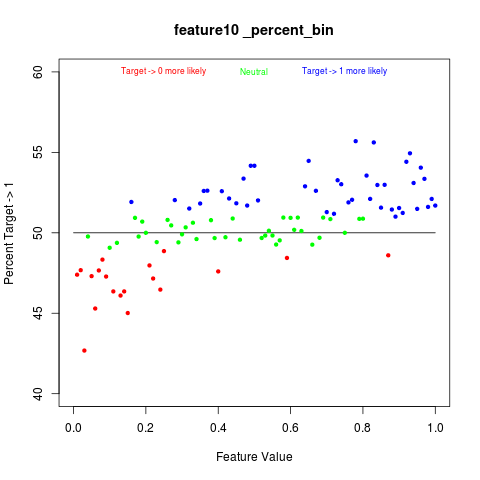 feature10 _percent_bin
Target -> 0 more likely Neutral Target -> 1 more likely
Percent Target -> 1
60
55
50
45
40
0.0 0.2 0.4 0.6 0.8 1.0
Feature Value